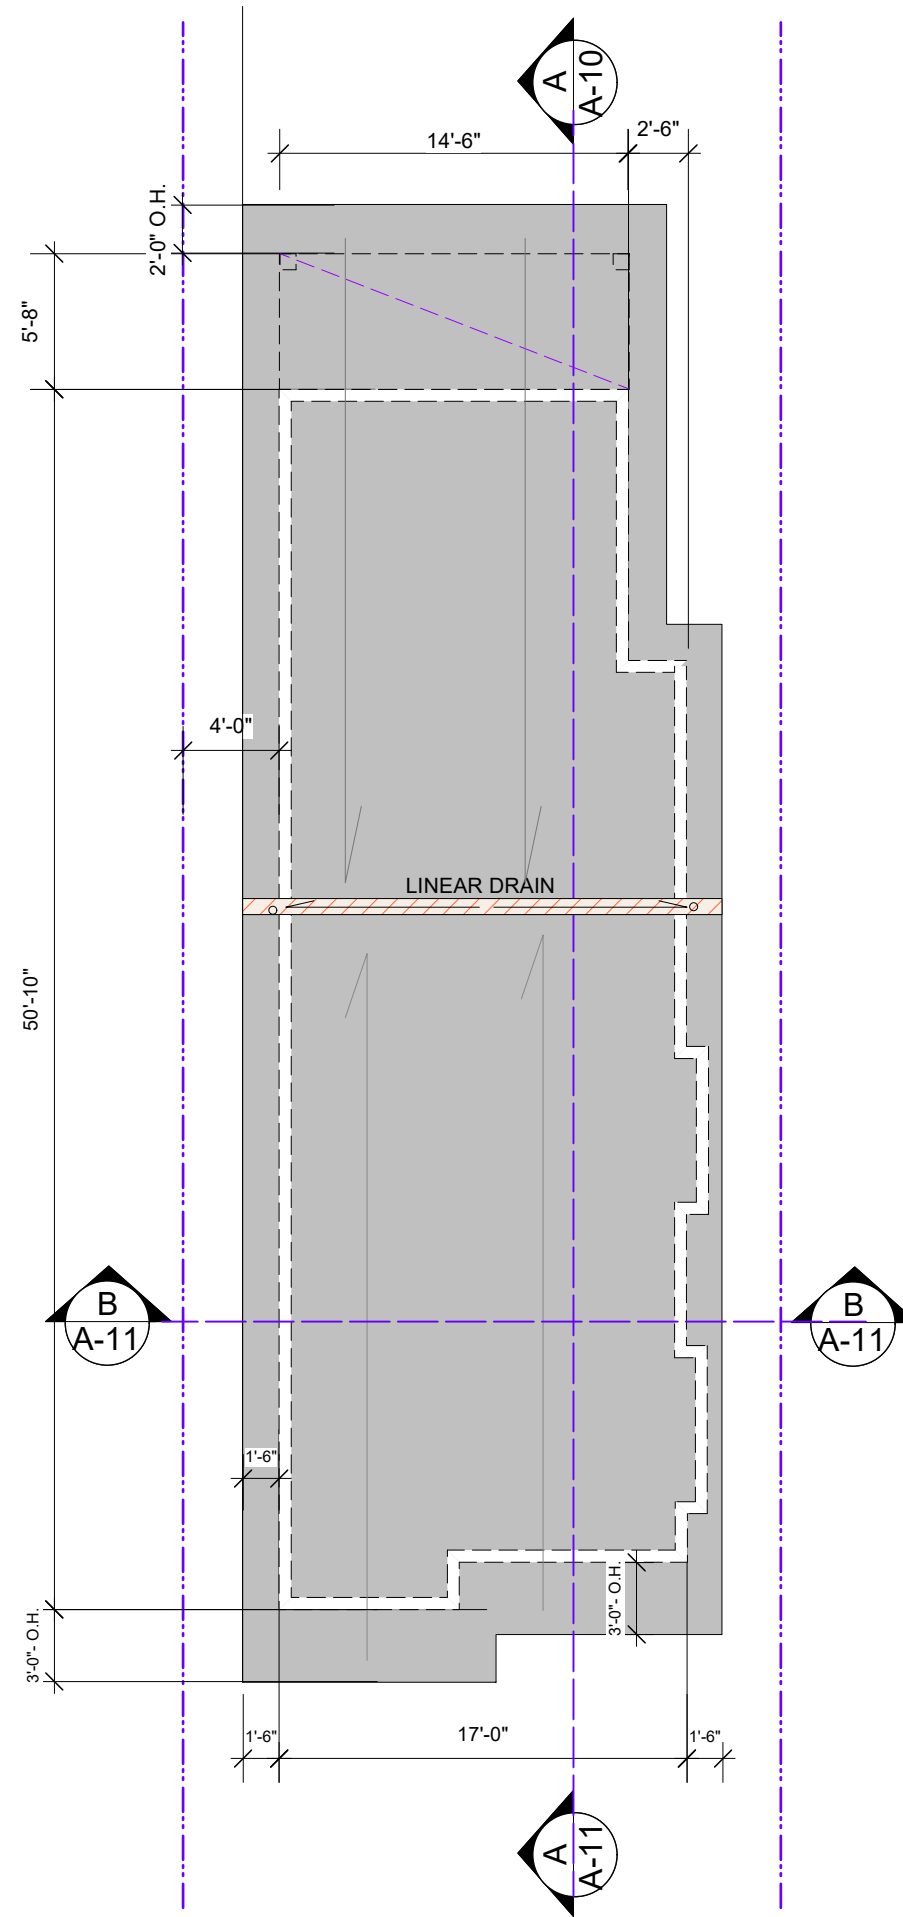 A
A-10
14'-6"
2'-6"
2'-0" O.H.
5'-8"
4'-0"
LINEAR DRAIN
50'-10"
B
A-11
B
A-11
1'-6"
3'-0"- O.H.
3'-0"- O.H.
1'-6"
17'-0"
1'-6"
A
A-11